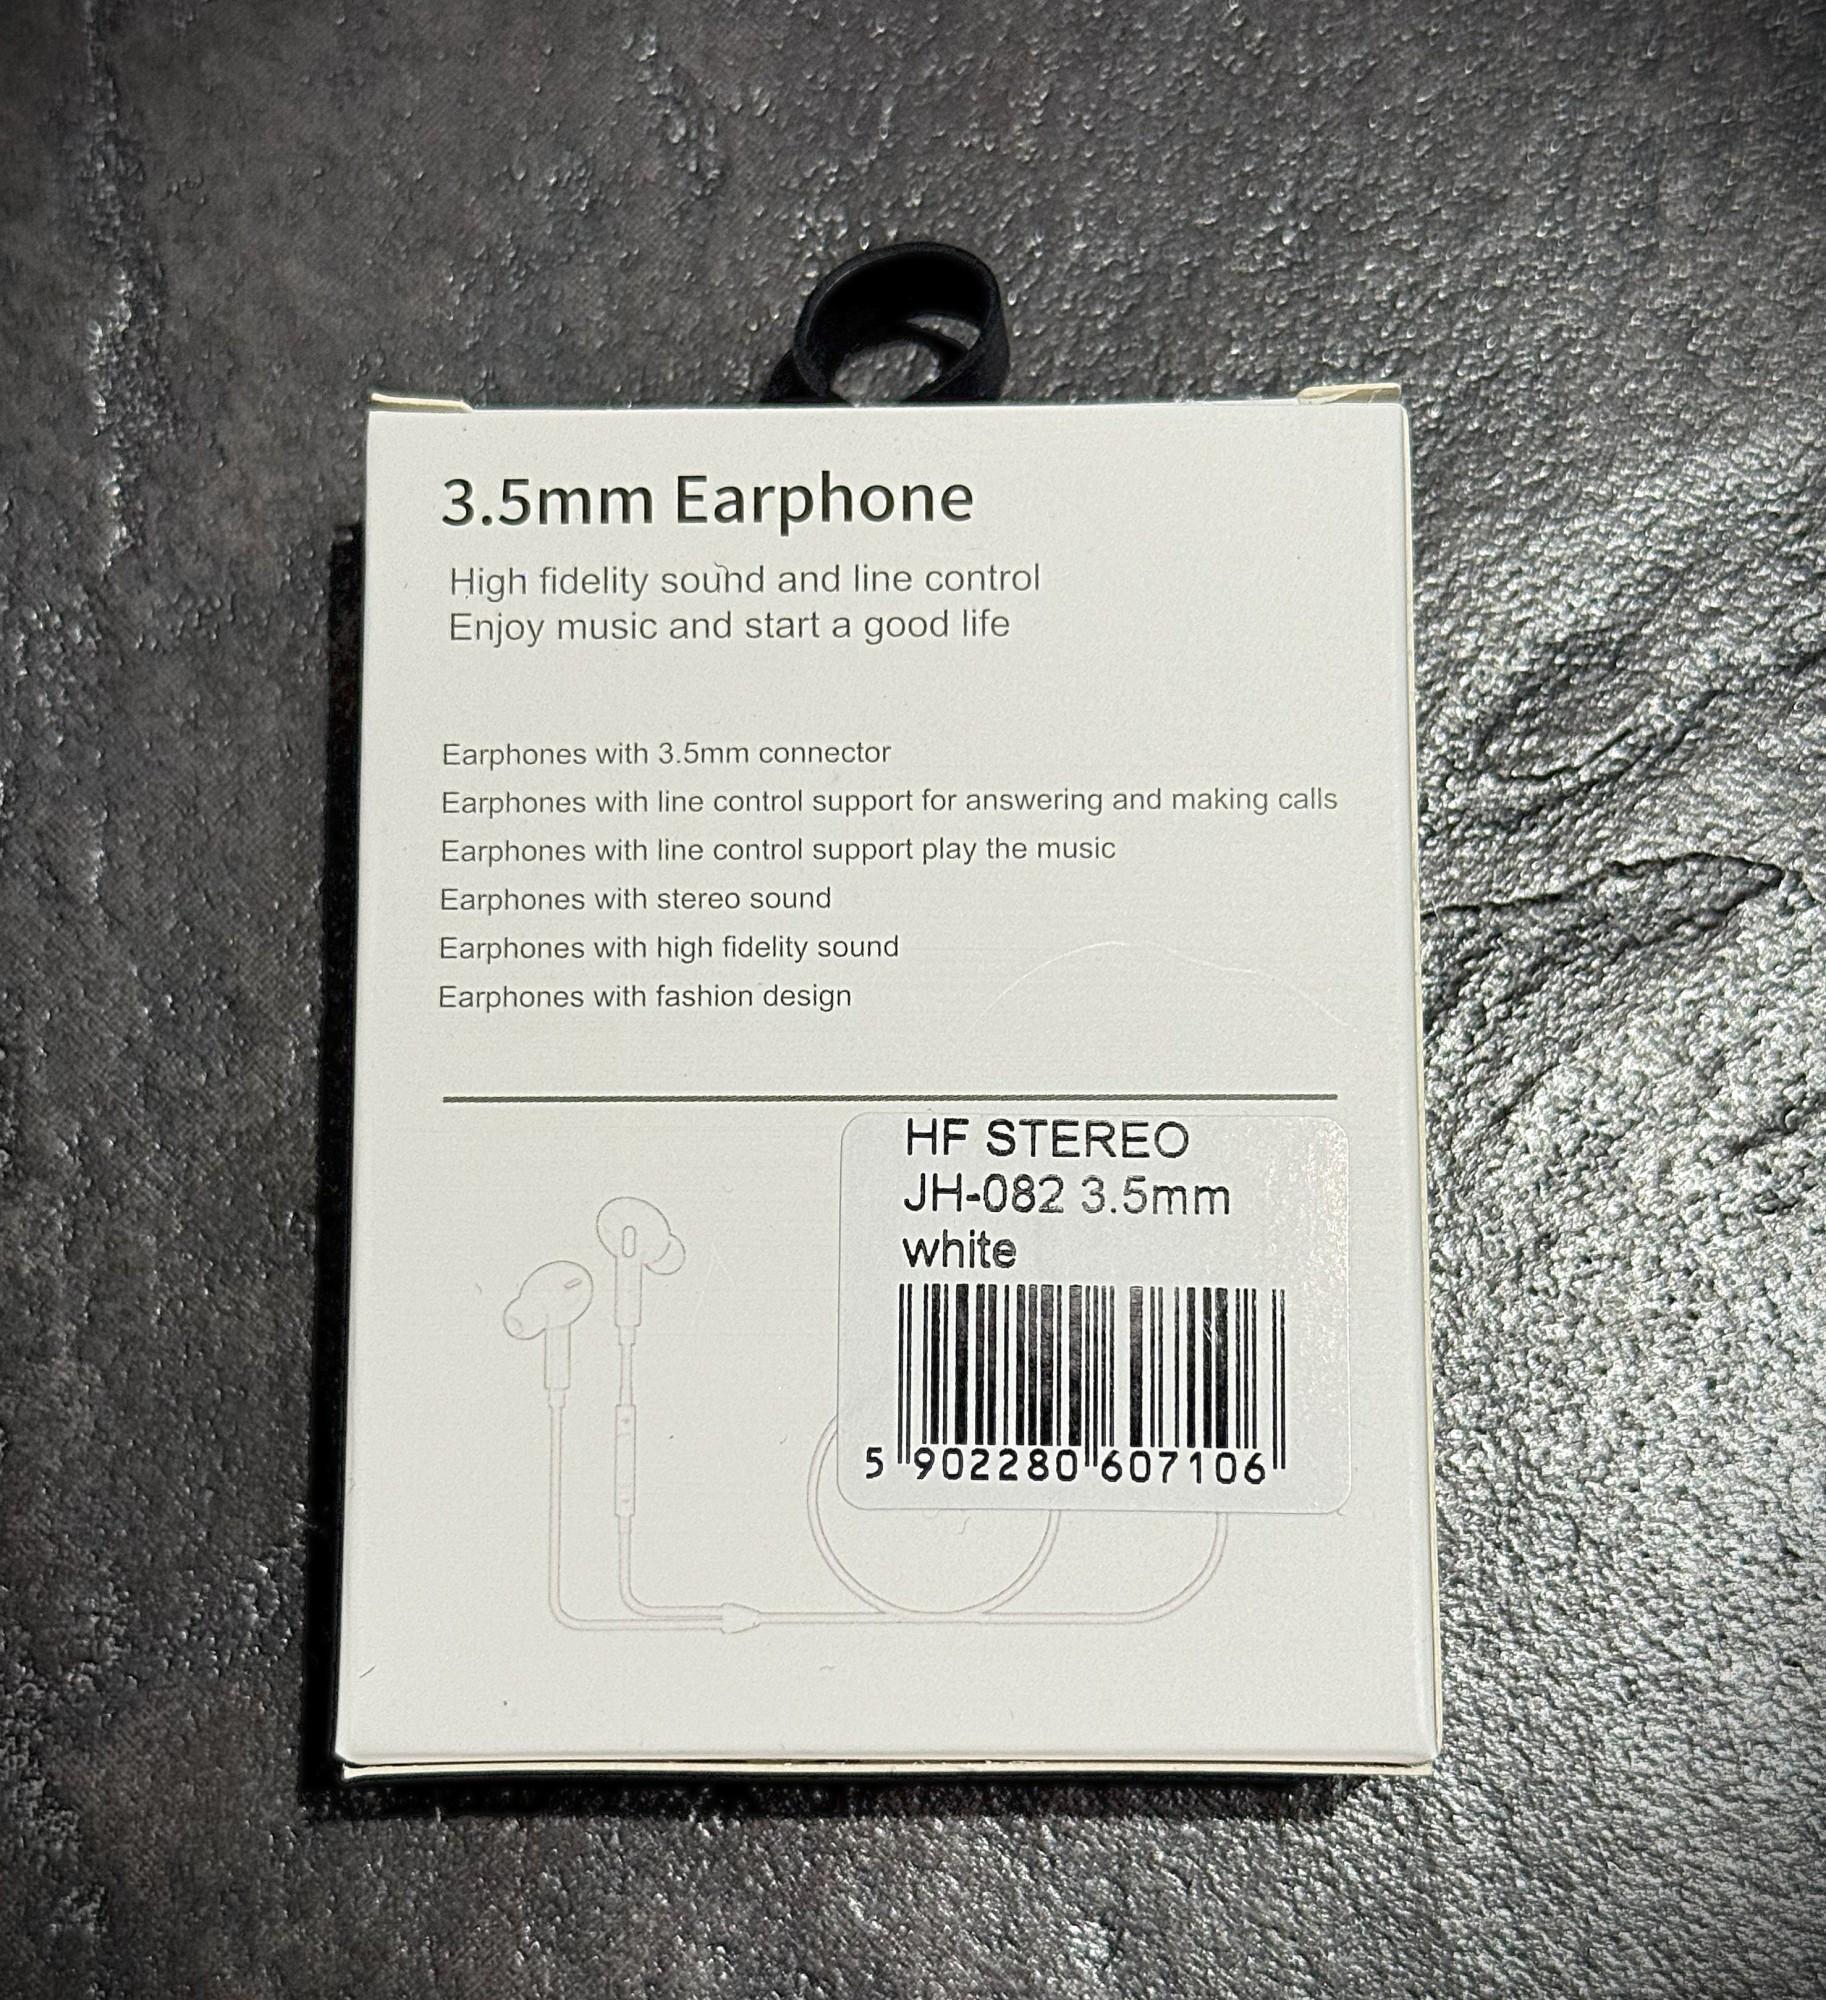 3.5mm Earphone
High fidelity sound and line control
Enjoy music and start a good life
Earphones with 3.5mm connector
Earphones with line control support for answering and making calls
Earphones with line control support play the music
Earphones with stereo sound
Earphones with high fidelity sound
Earphones with fashion design
HF STEREO
JH-082 3.5mm
white
5 902280 607106